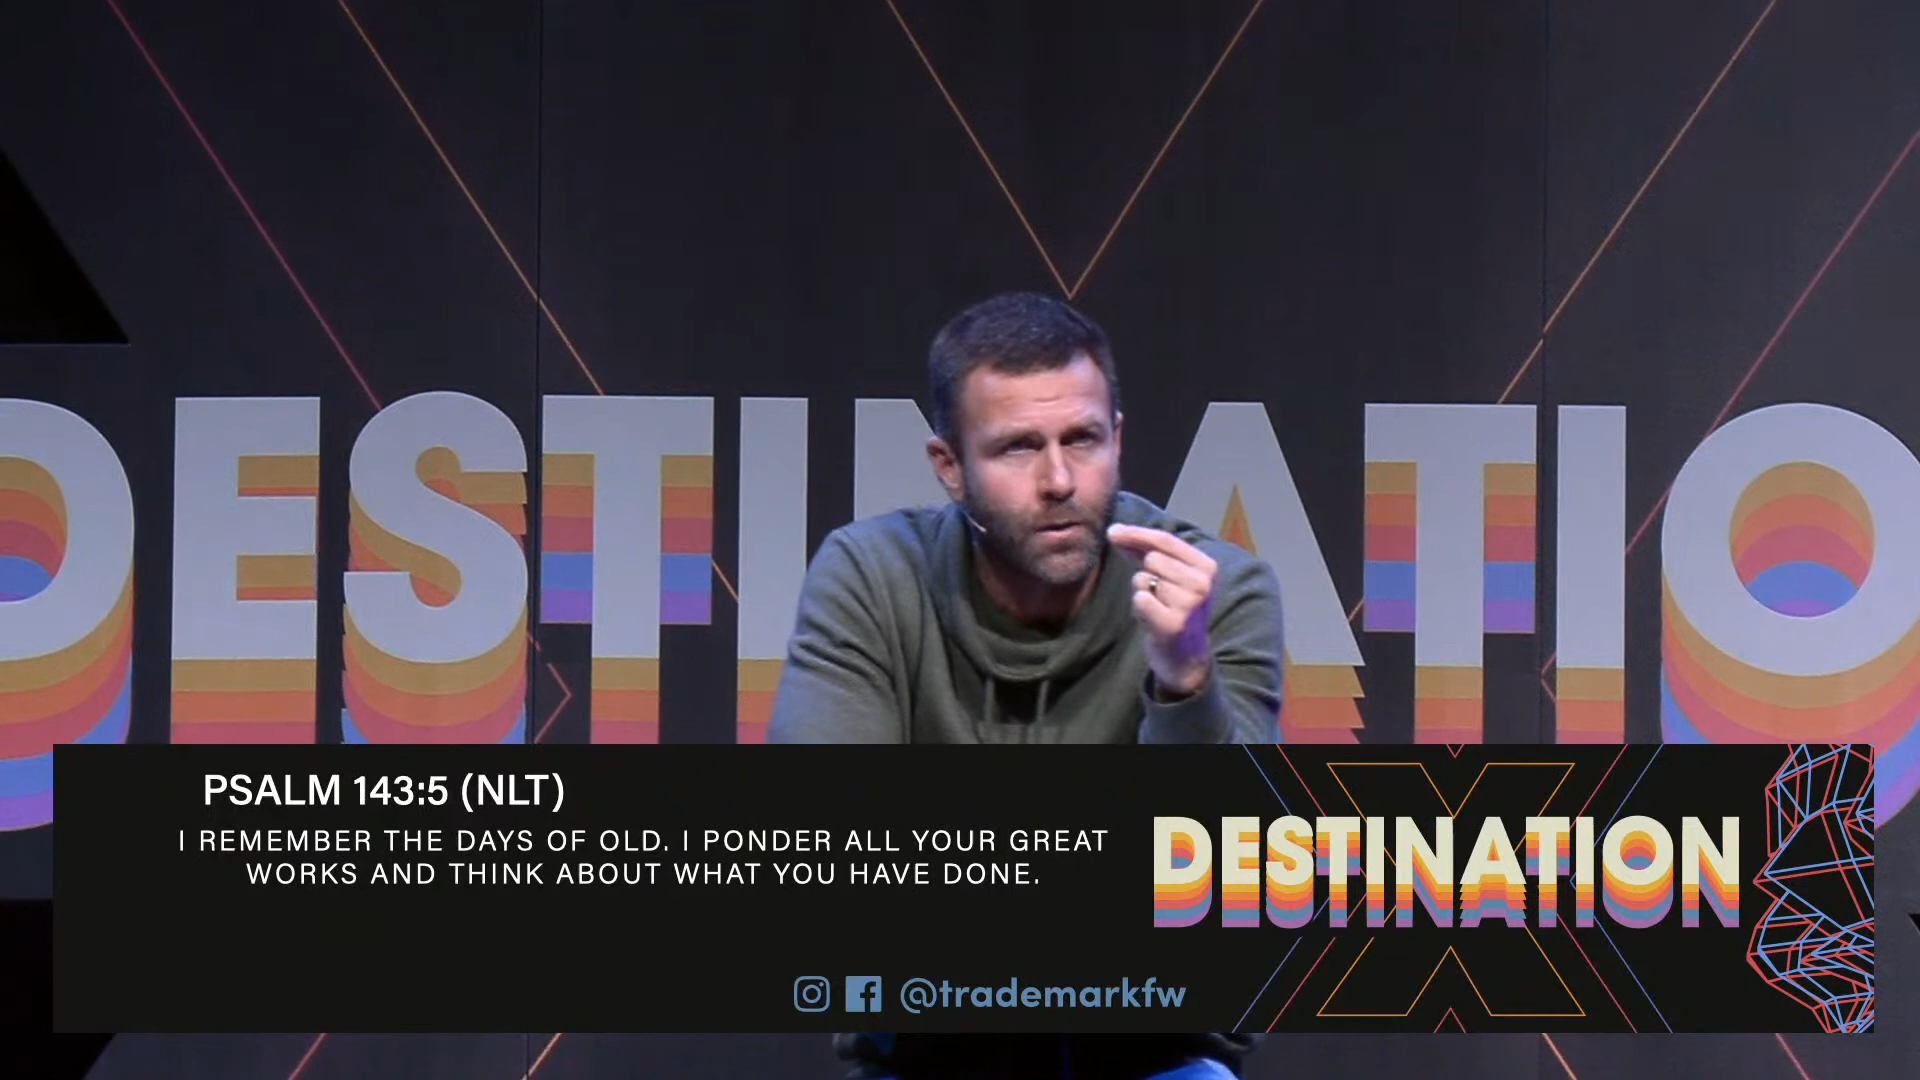 DESTINATIO
PSALM 143:5 (NLT)
I REMEMBER THE DAYS OF OLD. I PONDER ALL YOUR GREAT
WORKS AND THINK ABOUT WHAT YOU HAVE DONE.
DESTINATION
@trademarkfw